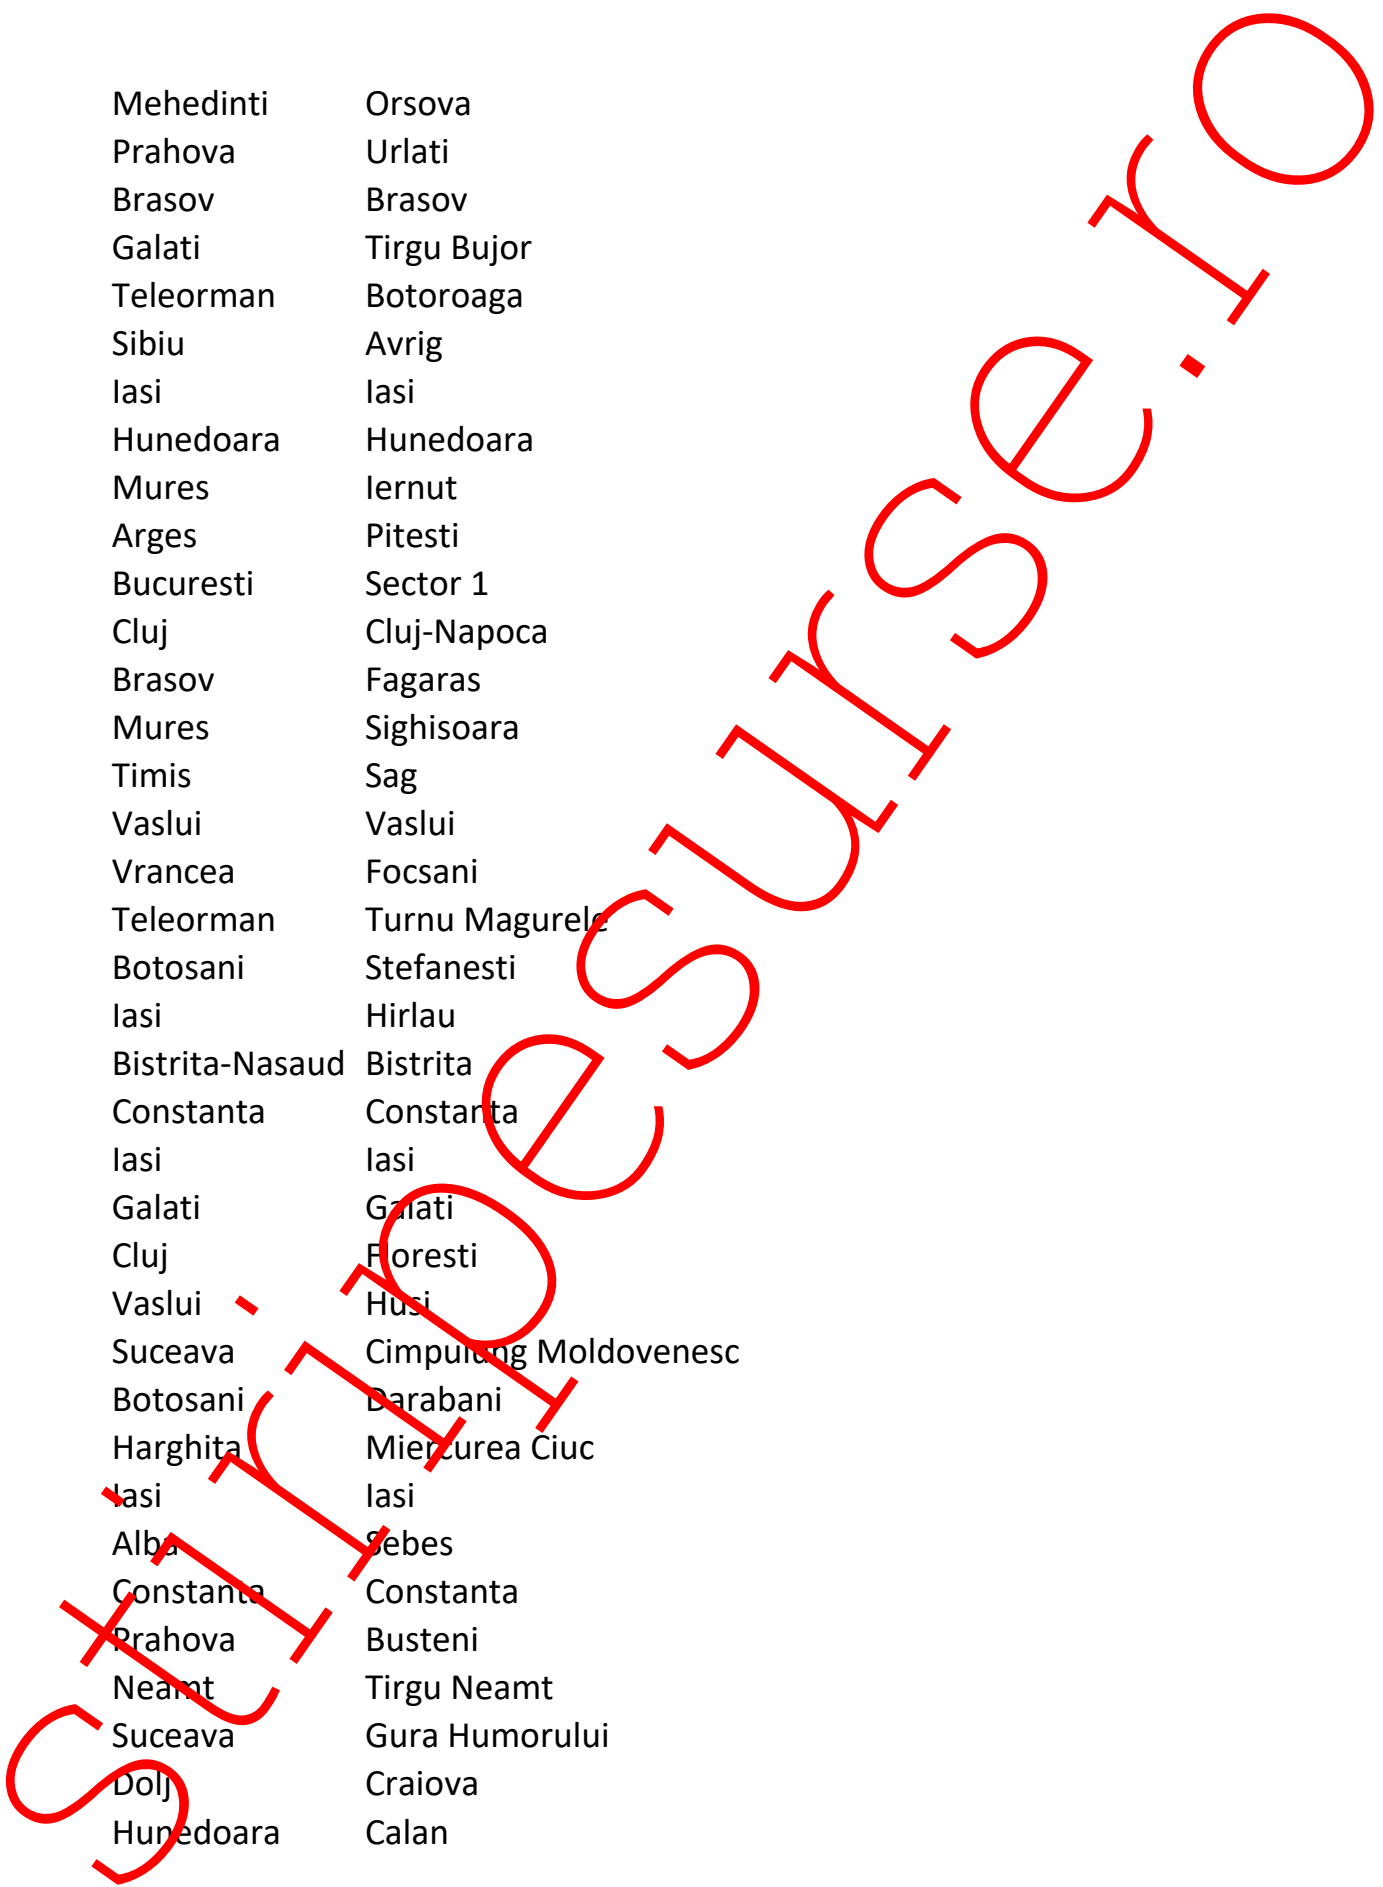 Mehedinti Orsova
Prahova Urlati
Brasov Brasov
Galati Tirgu Bujor
Teleorman Botoroaga
Sibiu Avrig
Iasi Iasi
Hunedoara Hunedoara
Mures Iernut
Arges Pitesti
Bucuresti Sector 1
Cluj Cluj-Napoca
Brasov Fagaras
Mures Sighisoara
Timis Sag
Vaslui Vaslui
Vrancea Focsani
Teleorman Turnu Magurele
Botosani Stefanesti
Iasi Hirlau
Bistrita-Nasaud Bistrita
Constanta Constanta
Iasi Iasi
Galati Galati
Cluj Floresti
Vaslui Husi
Suceava Cimpulung Moldovenesc
Botosani Darabani
Harghita Miercurea Ciuc
Iasi Iasi
Alba Sebes
Constanta Constanta
Prahova Busteni
Neamt Tirgu Neamt
Suceava Gura Humorului
Dolj Craiova
Hunedoara Calan
stiripesurse.ro